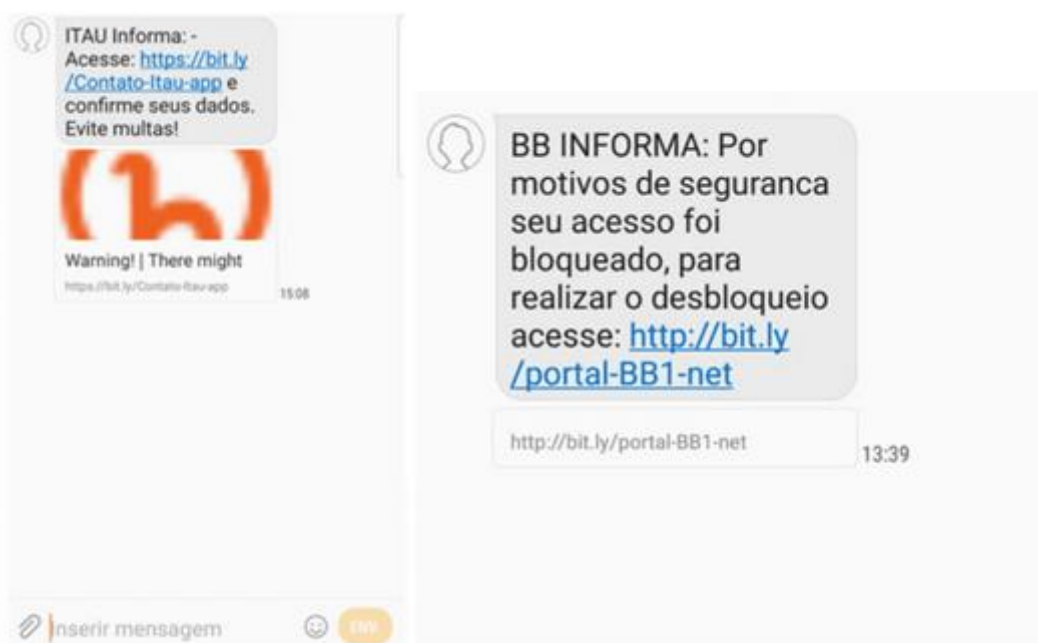 ITAU Informa: -
Acesse: https://bit.ly
/Contato-Itau-app e
confirme seus dados.
Evite multas!
Warning! | There might
https://bit.ly/Contato-Itau-app
15:08
Inserir mensagem
ENV
BB INFORMA: Por
motivos de seguranca
seu acesso foi
bloqueado, para
realizar o desbloqueio
acesse: http://bit.ly
/portal-BB1-net
http://bit.ly/portal-BB1-net
13:39